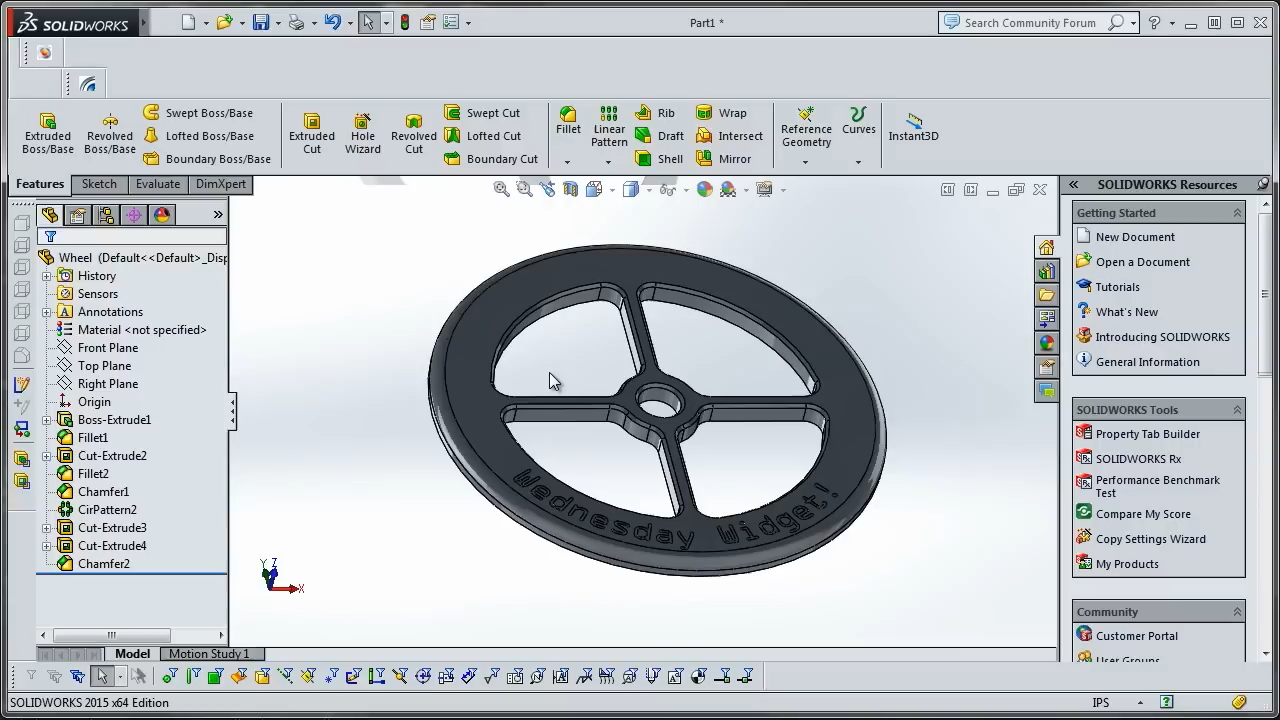 SOLIDWORKS
Part1 *
Search Community Forum
Extruded Boss/Base
Revolved Boss/Base
Swept Boss/Base
Lofted Boss/Base
Boundary Boss/Base
Extruded Cut
Hole Wizard
Revolved Cut
Swept Cut
Lofted Cut
Boundary Cut
Fillet
Linear Pattern
Rib
Draft
Shell
Wrap
Intersect
Mirror
Reference Geometry
Curves
Instant3D
Features
Sketch
Evaluate
DimXpert
Wheel (Default<<Default>_Disp
History
Sensors
Annotations
Material <not specified>
Front Plane
Top Plane
Right Plane
Origin
Boss-Extrude1
Fillet1
Cut-Extrude2
Fillet2
Chamfer1
CirPattern2
Cut-Extrude3
Cut-Extrude4
Chamfer2
Wednesday Widget!
Y
Z
X
SOLIDWORKS Resources
Getting Started
New Document
Open a Document
Tutorials
What's New
Introducing SOLIDWORKS
General Information
SOLIDWORKS Tools
Property Tab Builder
SOLIDWORKS Rx
Performance Benchmark
Test
Compare My Score
Copy Settings Wizard
My Products
Community
Customer Portal
User Groups
Model
Motion Study 1
SOLIDWORKS 2015 x64 Edition
IPS